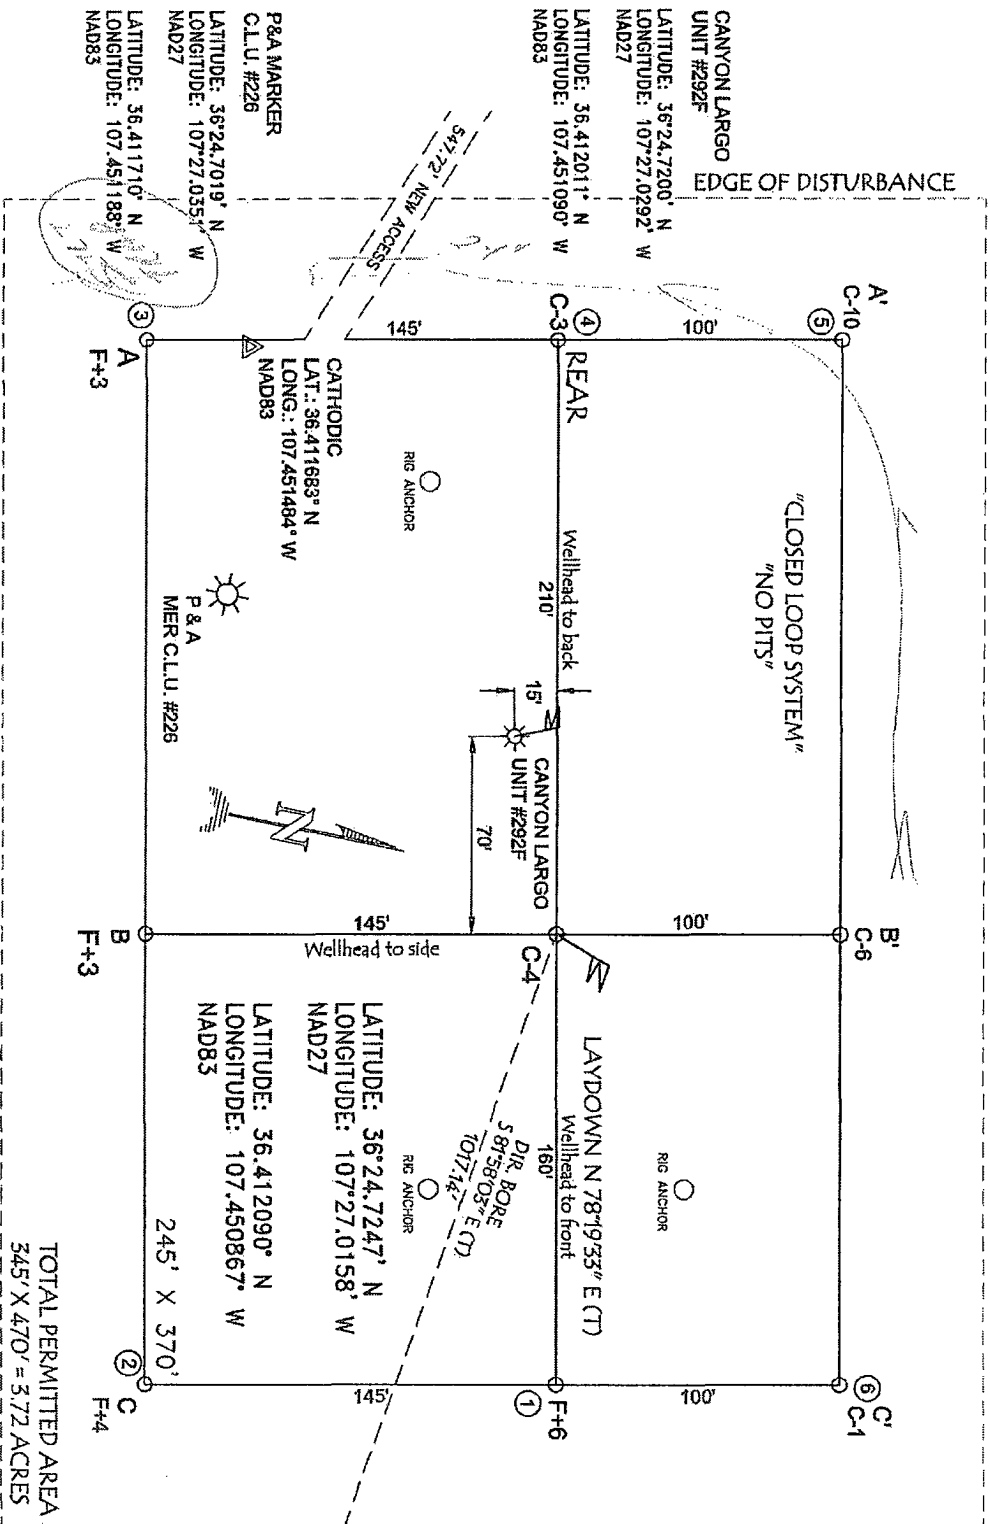 CANYON LARGO
UNIT #292F
LATITUDE: 36°24.7200' N
LONGITUDE: 107°27.0292' W
NAD27
LATITUDE: 36.412011° N
LONGITUDE: 107.451090° W
NAD83
P&A MARKER
C.L.U. #226
LATITUDE: 36°24.7019' N
LONGITUDE: 107°27.0351' W
NAD27
LATITUDE: 36.411710° N
LONGITUDE: 107.451188° W
NAD83
EDGE OF DISTURBANCE
547.72' NEW ACCESS
A'
C-10
5
100'
4
C-3
REAR
145'
3
A
F+3
CATHODIC
LAT.: 36.411683° N
LONG.: 107.451484° W
NAD83
RIG ANCHOR
"CLOSED LOOP SYSTEM"
"NO PITS"
Wellhead to back
210'
15'
P & A
MER C.L.U. #226
CANYON LARGO
UNIT #292F
70'
N
B'
C-6
100'
C-4
145'
Wellhead to side
B
F+3
LAYDOWN N 78°19'33" E (T)
Wellhead to front
160'
RIG ANCHOR
DIR. BORE
S 81°58'03" E (T)
1017.14'
RIG ANCHOR
LATITUDE: 36°24.7247' N
LONGITUDE: 107°27.0158' W
NAD27
LATITUDE: 36.412090° N
LONGITUDE: 107.450867° W
NAD83
245' X 370'
6
C'
C-1
100'
F+6
1
145'
2
C
F+4
TOTAL PERMITTED AREA
345' X 470' = 3.72 ACRES